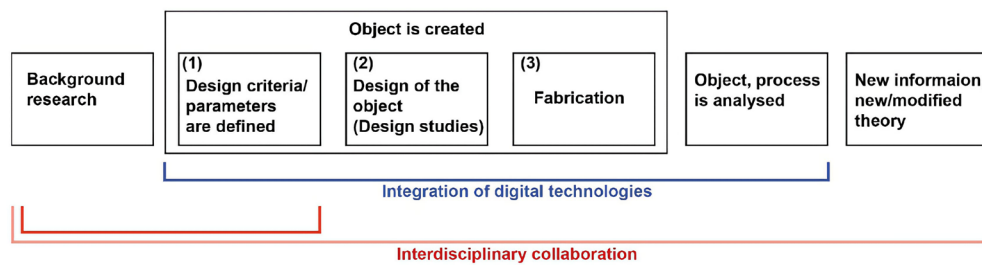 Object is created
Background
research
(1)
Design criteria/
parameters
are defined
(2)
Design of the
object
(Design studies)
(3)
Fabrication
Object, process
is analysed
New informaion
new/modified
theory
Integration of digital technologies
Interdisciplinary collaboration